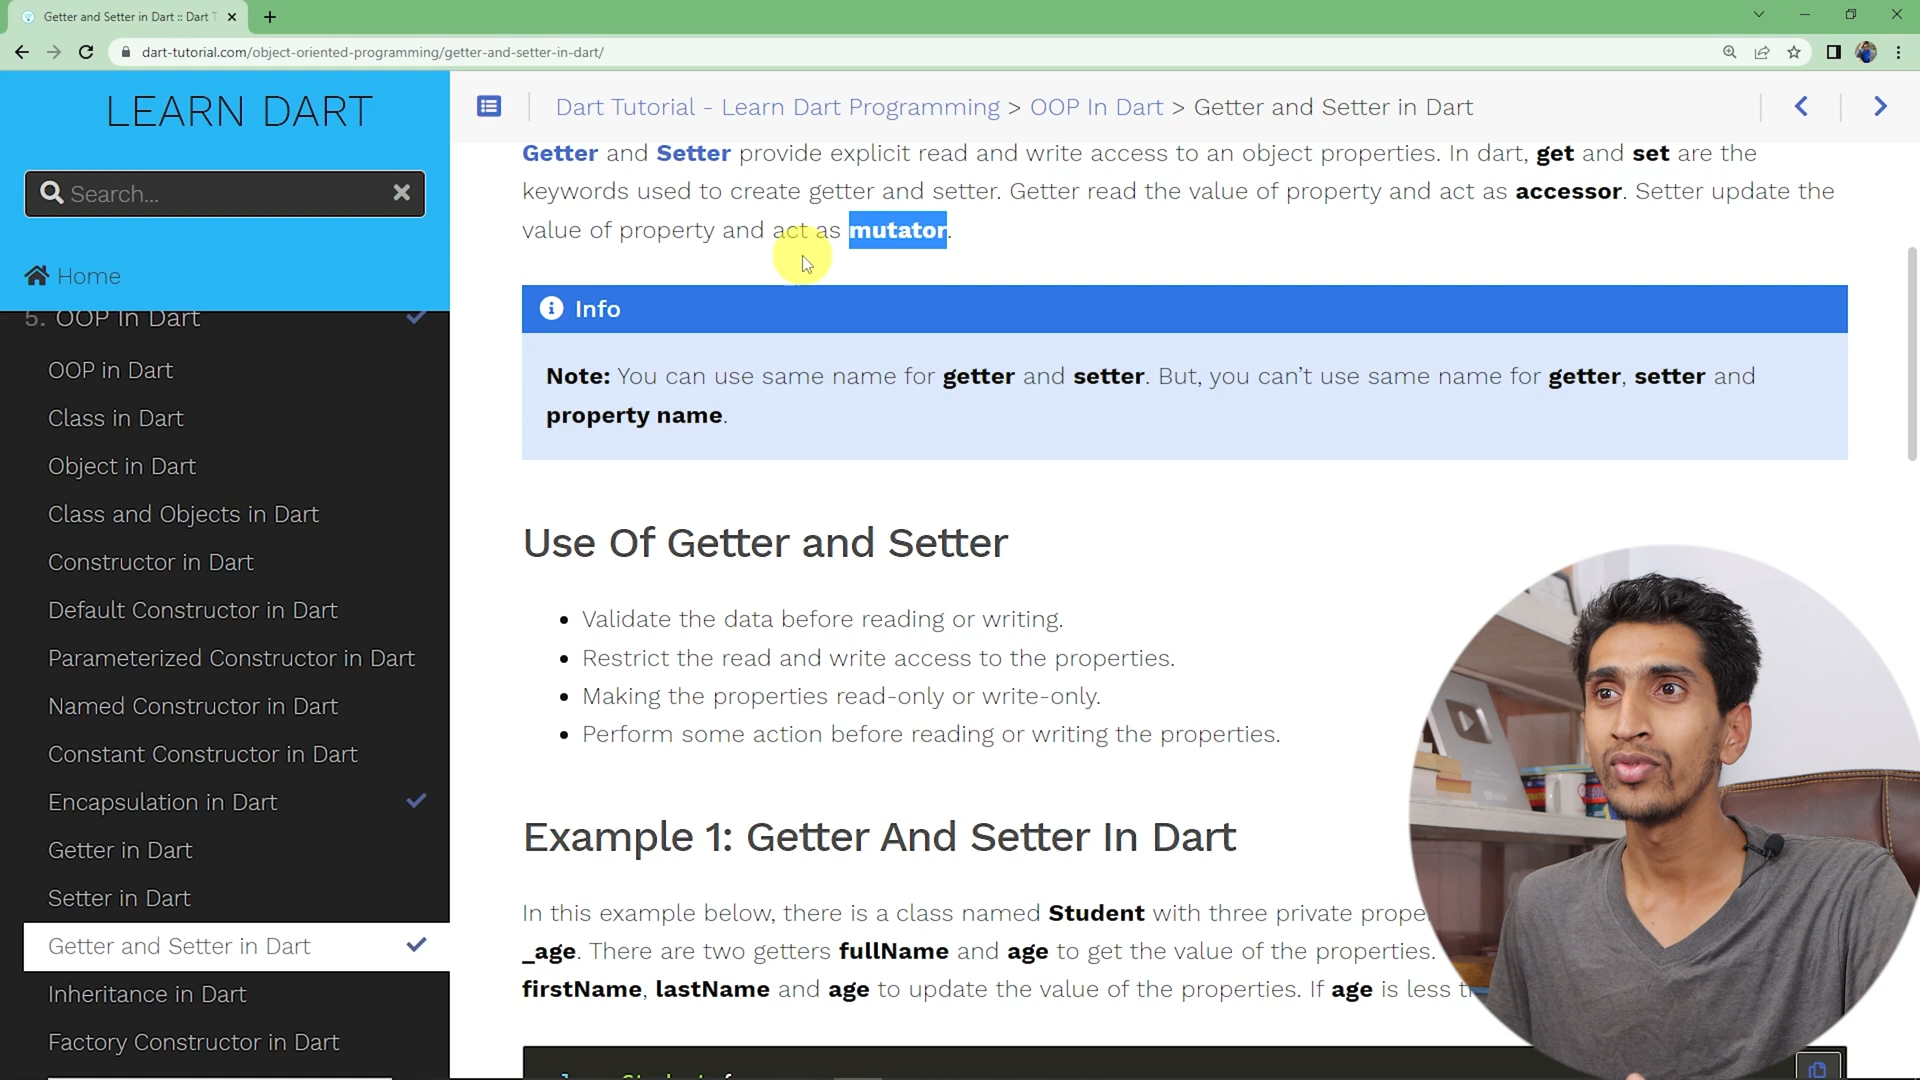 Getter and Setter in Dart :: Dart T
dart-tutorial.com/object-oriented-programming/getter-and-setter-in-dart/
LEARN DART
Search...
Home
5. OOP In Dart
OOP in Dart
Class in Dart
Object in Dart
Class and Objects in Dart
Constructor in Dart
Default Constructor in Dart
Parameterized Constructor in Dart
Named Constructor in Dart
Constant Constructor in Dart
Encapsulation in Dart
Getter in Dart
Setter in Dart
Getter and Setter in Dart
Inheritance in Dart
Factory Constructor in Dart
Dart Tutorial - Learn Dart Programming > OOP In Dart > Getter and Setter in Dart
Getter and Setter provide explicit read and write access to an object properties. In dart, get and set are the
keywords used to create getter and setter. Getter read the value of property and act as accessor. Setter update the
value of property and act as mutator.
Info
Note: You can use same name for getter and setter. But, you can't use same name for getter, setter and
property name.
Use Of Getter and Setter
• Validate the data before reading or writing.
• Restrict the read and write access to the properties.
• Making the properties read-only or write-only.
• Perform some action before reading or writing the properties.
Example 1: Getter And Setter In Dart
In this example below, there is a class named Student with three private prope
_age. There are two getters fullName and age to get the value of the properties.
firstName, lastName and age to update the value of the properties. If age is less t